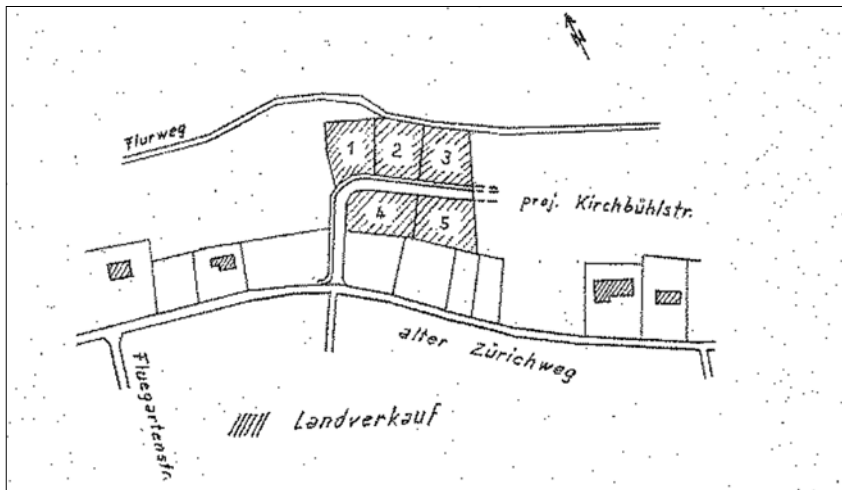 N
Flurweg
1 2 3
proj. Kirchbühlstr.
4 5
alter Zürichweg
Fluegartenstr.
Landverkauf